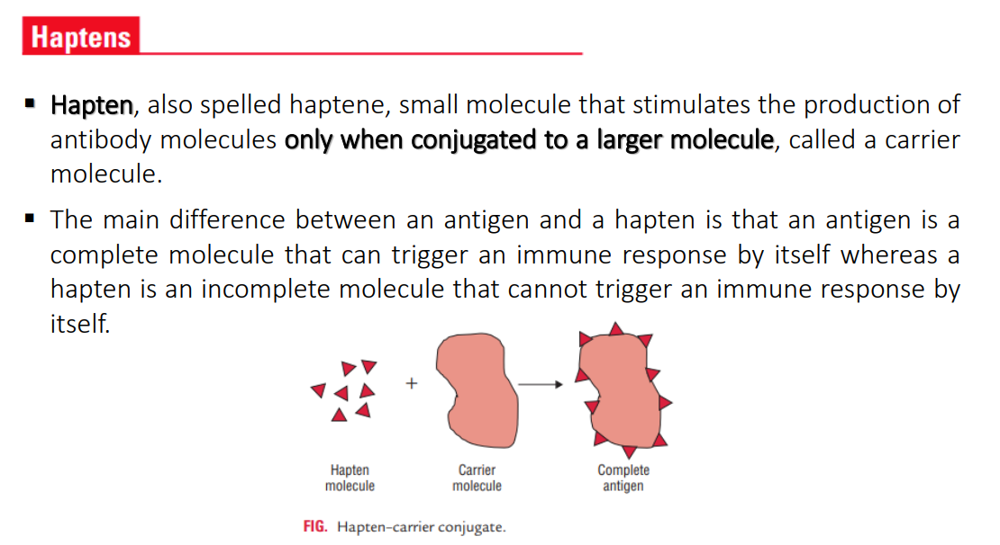 Haptens
▪ Hapten, also spelled haptene, small molecule that stimulates the production of
antibody molecules only when conjugated to a larger molecule, called a carrier
molecule.
▪ The main difference between an antigen and a hapten is that an antigen is a
complete molecule that can trigger an immune response by itself whereas a
hapten is an incomplete molecule that cannot trigger an immune response by
itself.
+
Hapten
molecule
Carrier
molecule
Complete
antigen
FIG. Hapten–carrier conjugate.